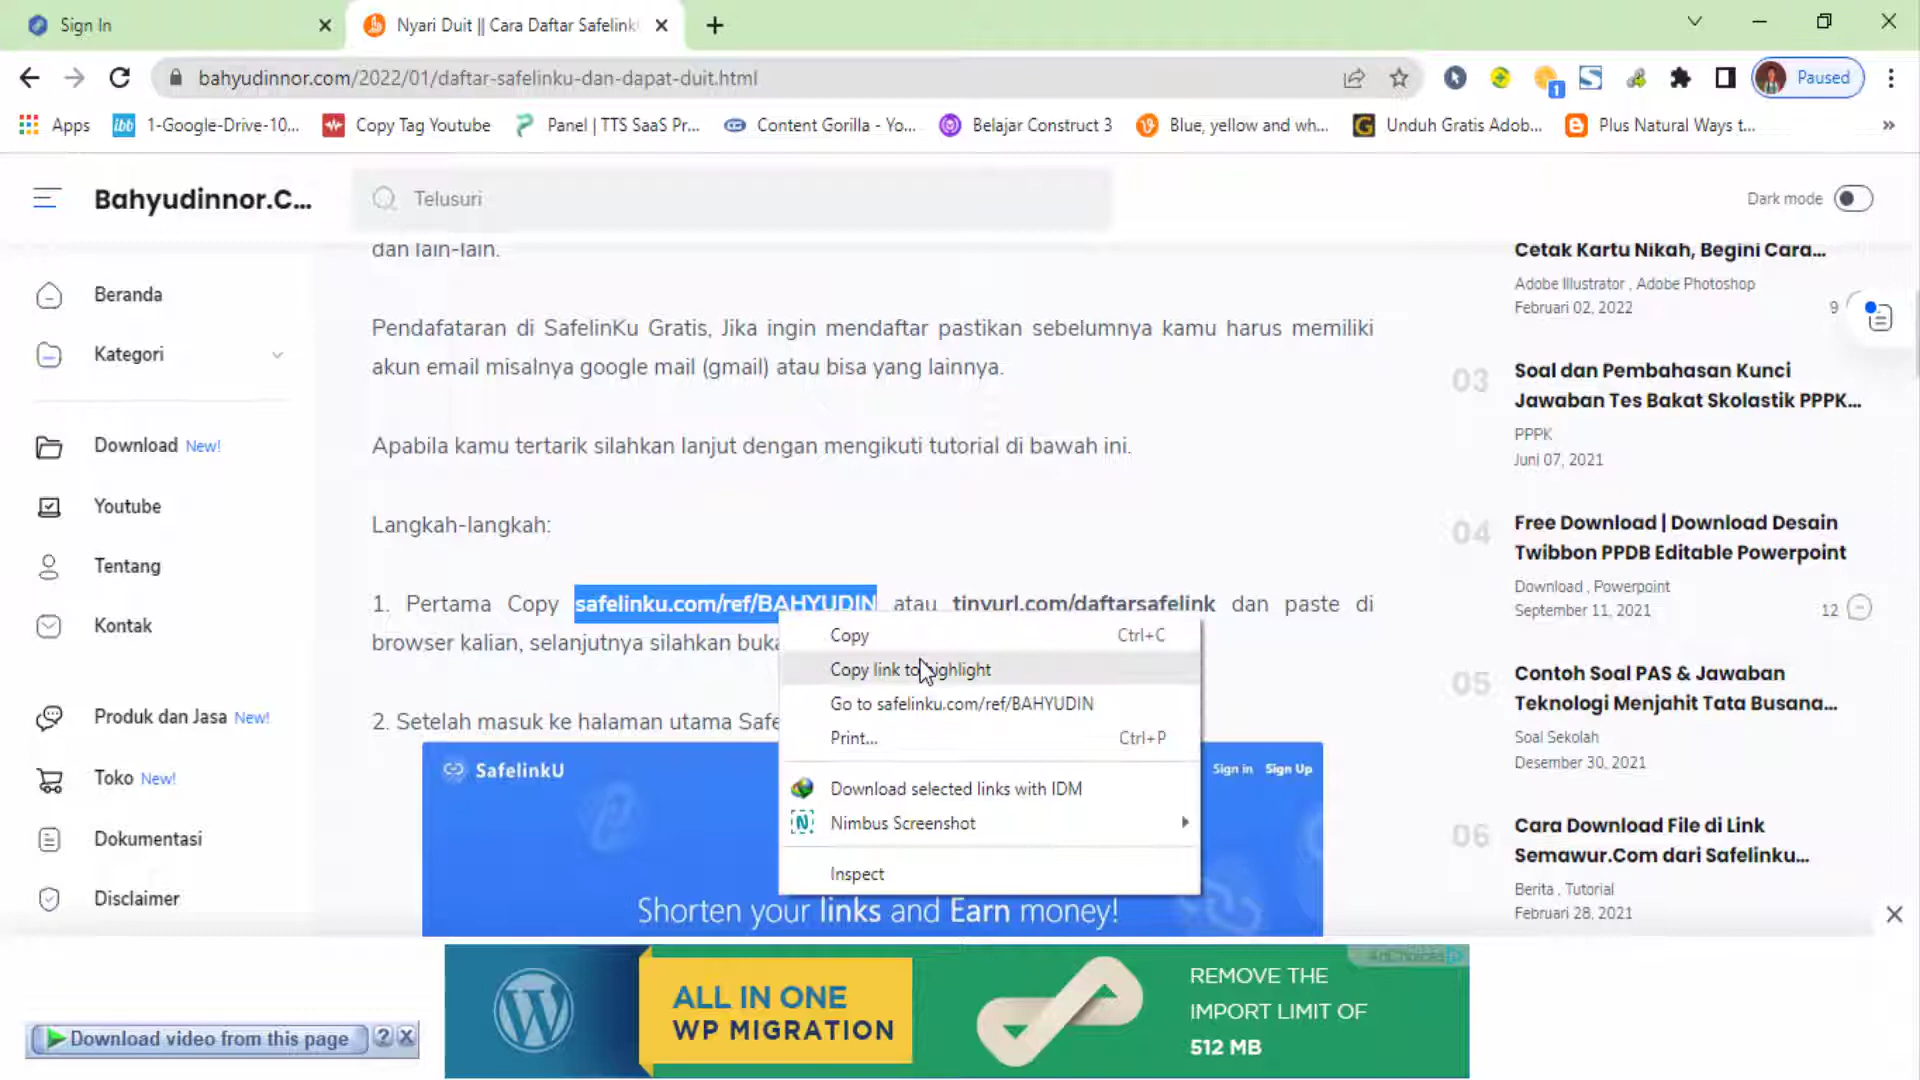 Sign In
Nyari Duit || Cara Daftar Safelink
bahyudinnor.com/2022/01/daftar-safelinku-dan-dapat-duit.html
1
Paused
Apps
1-Google-Drive-10...
Copy Tag Youtube
Panel | TTS SaaS Pr...
Content Gorilla - Yo...
Belajar Construct 3
Blue, yellow and wh...
Unduh Gratis Adob...
Plus Natural Ways t...
»
Bahyudinnor.C...
Telusuri
Dark mode
Beranda
Kategori
Download New!
Youtube
Tentang
Kontak
Produk dan Jasa New!
Toko New!
Dokumentasi
Disclaimer
dan lain-lain.
Pendafataran di SafelinKu Gratis, Jika ingin mendaftar pastikan sebelumnya kamu harus memiliki
akun email misalnya google mail (gmail) atau bisa yang lainnya.
Apabila kamu tertarik silahkan lanjut dengan mengikuti tutorial di bawah ini.
Langkah-langkah:
1. Pertama Copy safelinku.com/ref/BAHYUDIN atau tinyurl.com/daftarsafelink dan paste di
browser kalian, selanjutnya silahkan buka
2. Setelah masuk ke halaman utama Safe
Copy Ctrl+C
Copy link to highlight
Go to safelinku.com/ref/BAHYUDIN
Print... Ctrl+P
Download selected links with IDM
Nimbus Screenshot
Inspect
SafelinkU
Sign in Sign Up
Shorten your links and Earn money!
Cetak Kartu Nikah, Begini Cara...
Adobe Illustrator , Adobe Photoshop
Februari 02, 2022
9
03
Soal dan Pembahasan Kunci
Jawaban Tes Bakat Skolastik PPPK...
PPPK
Juni 07, 2021
04
Free Download | Download Desain
Twibbon PPDB Editable Powerpoint
Download , Powerpoint
September 11, 2021
12
05
Contoh Soal PAS & Jawaban
Teknologi Menjahit Tata Busana...
Soal Sekolah
Desember 30, 2021
06
Cara Download File di Link
Semawur.Com dari Safelinku...
Berita , Tutorial
Februari 28, 2021
ALL IN ONE
WP MIGRATION
REMOVE THE
IMPORT LIMIT OF
512 MB
AdChoices
Download video from this page